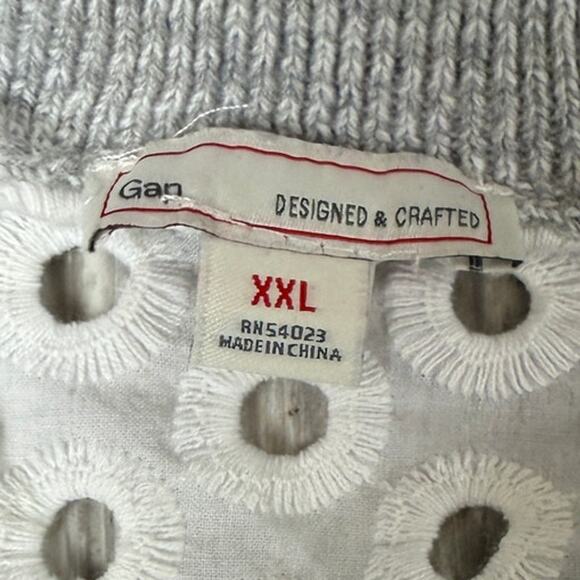 Gap
DESIGNED & CRAFTED
XXL
RN54023
MADE IN CHINA